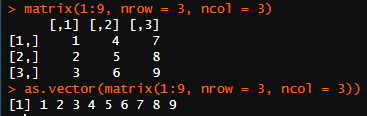 > matrix(1:9, nrow = 3, ncol = 3)
     [,1] [,2] [,3]
[1,]    1    4    7
[2,]    2    5    8
[3,]    3    6    9
> as.vector(matrix(1:9, nrow = 3, ncol = 3))
[1] 1 2 3 4 5 6 7 8 9